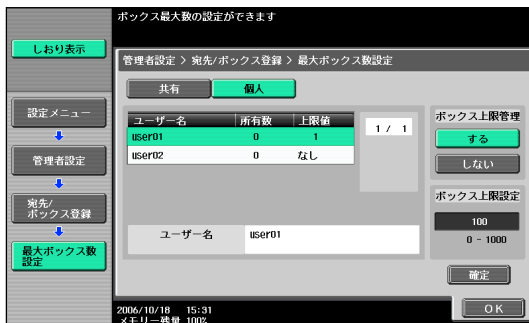 ボックス最大数の設定ができます
しおり表示
管理者設定 > 宛先/ボックス登録 > 最大ボックス数設定
共有
個人
設定メニュー
管理者設定
宛先/
ボックス登録
最大ボックス数
設定
ユーザー名 所有数 上限値
user01 0 1
user02 0 なし
1 / 1
ボックス上限管理
する
しない
ボックス上限設定
100
0 - 1000
ユーザー名 user01
確定
2006/10/18 15:31
メモリー残量 100%
OK